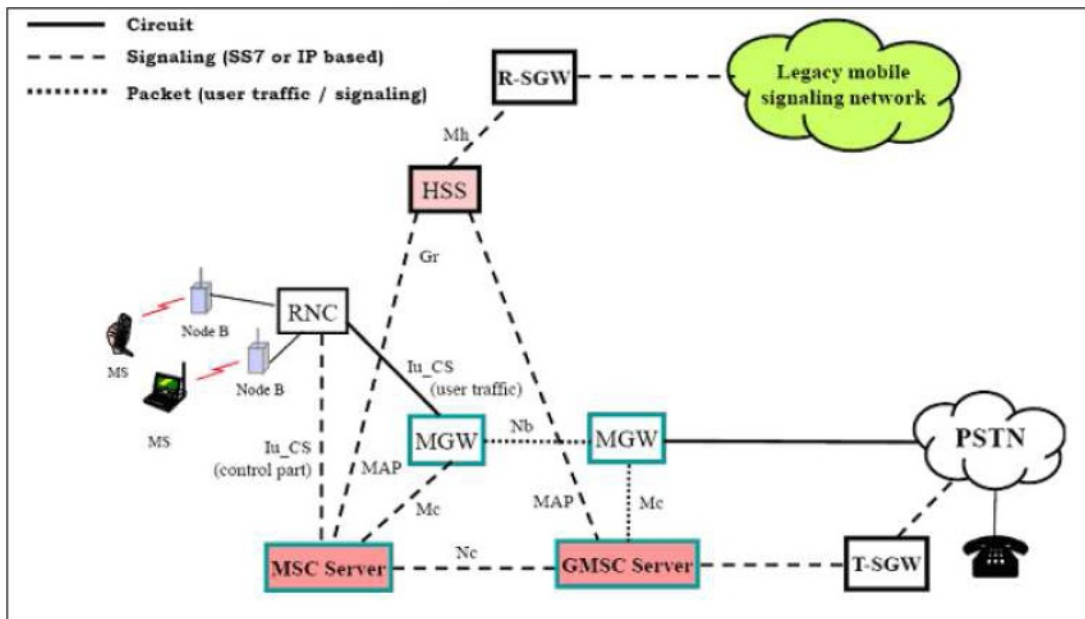 Circuit
Signaling (SS7 or IP based)
Packet (user traffic / signaling)
R-SGW
Legacy mobile
signaling network
Mh
HSS
Gr
RNC
Node B
MS
Node B
MS
Iu_CS
(user traffic)
MGW
Nb
MGW
PSTN
Iu_CS
(control part)
MAP
Mc
MAP
Mc
MSC Server
Nc
GMSC Server
T-SGW